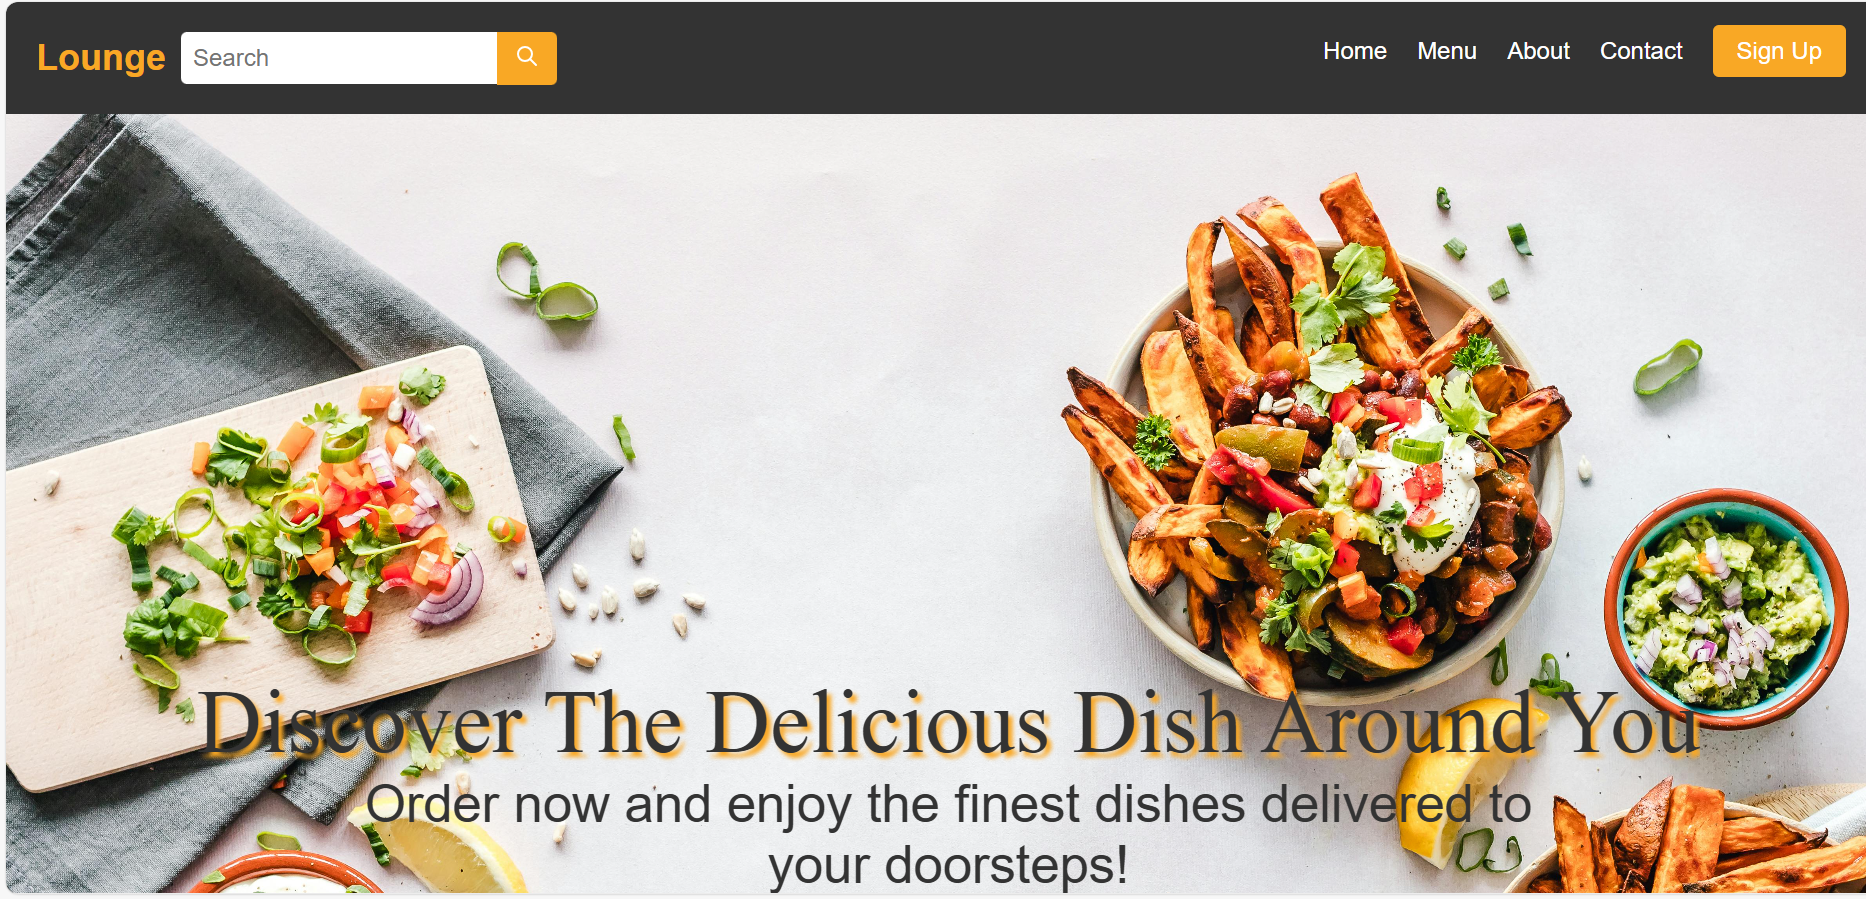 Lounge
Search
Home
Menu
About
Contact
Sign Up
Discover The Delicious Dish Around You
Order now and enjoy the finest dishes delivered to
your doorsteps!